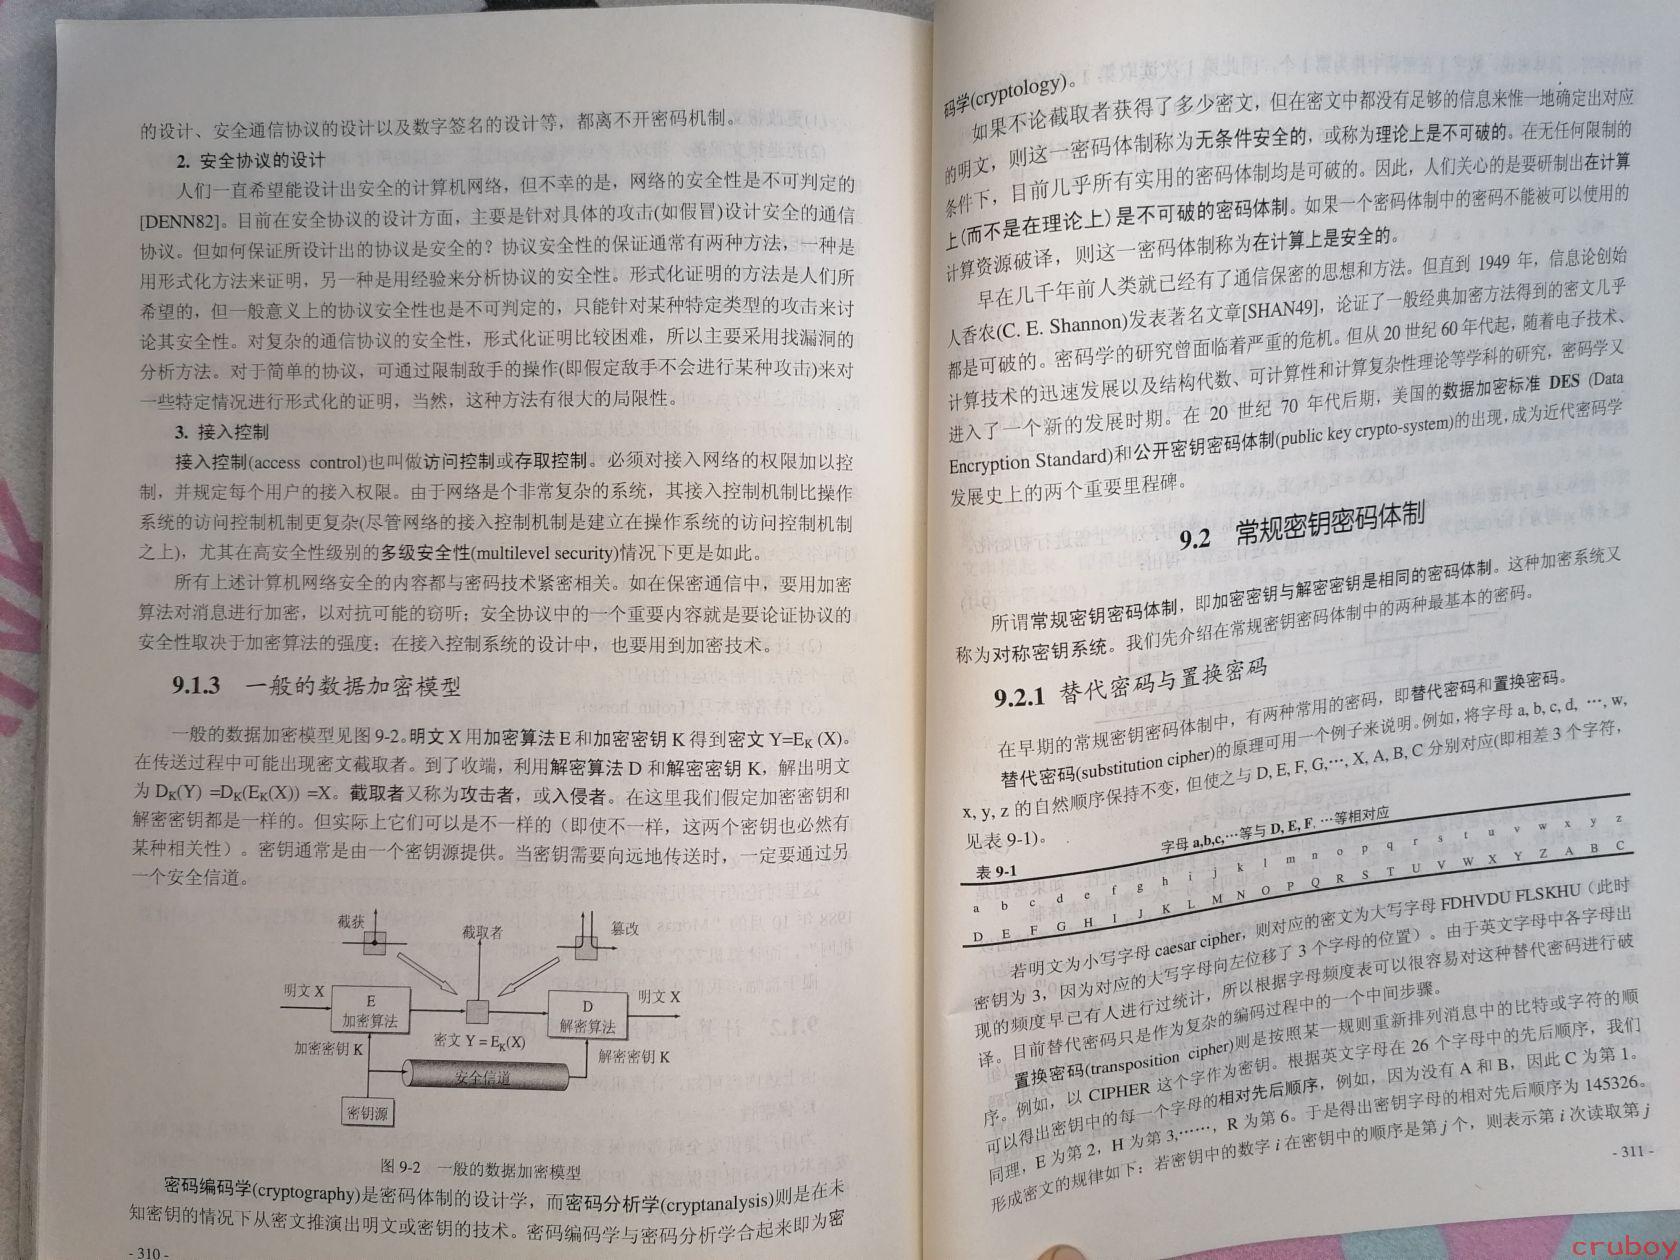 的设计、安全通信协议的设计以及数字签名的设计等，都离不开密码机制。
2. 安全协议的设计
人们一直希望能设计出安全的计算机网络，但不幸的是，网络的安全性是不可判定的
[DENN82]。目前在安全协议的设计方面，主要是针对具体的攻击(如假冒)设计安全的通信
协议。但如何保证所设计出的协议是安全的？协议安全性的保证通常有两种方法，一种是
用形式化方法来证明，另一种是用经验来分析协议的安全性。形式化证明的方法是人们所
希望的，但一般意义上的协议安全性也是不可判定的，只能针对某种特定类型的攻击来讨
论其安全性。对复杂的通信协议的安全性，形式化证明比较困难，所以主要采用找漏洞的
分析方法。对于简单的协议，可通过限制敌手的操作(即假定敌手不会进行某种攻击)来对
一些特定情况进行形式化的证明，当然，这种方法有很大的局限性。
3. 接入控制
接入控制(access control)也叫做访问控制或存取控制。必须对接入网络的权限加以控
制，并规定每个用户的接入权限。由于网络是个非常复杂的系统，其接入控制机制比操作
系统的访问控制机制更复杂(尽管网络的接入控制机制是建立在操作系统的访问控制机制
之上)，尤其在高安全性级别的多级安全性(multilevel security)情况下更是如此。
所有上述计算机网络安全的内容都与密码技术紧密相关。如在保密通信中，要用加密
算法对消息进行加密，以对抗可能的窃听；安全协议中的一个重要内容就是要论证协议的
安全性取决于加密算法的强度；在接入控制系统的设计中，也要用到加密技术。
9.1.3 一般的数据加密模型
一般的数据加密模型见图9-2。明文X用加密算法E和加密密钥K得到密文Y=EK (X)。
在传送过程中可能出现密文截取者。到了收端，利用解密算法 D 和解密密钥 K，解出明文
为 DK(Y) =DK(EK(X)) =X。截取者又称为攻击者，或入侵者。在这里我们假定加密密钥和
解密密钥都是一样的。但实际上它们可以是不一样的（即使不一样，这两个密钥也必然有
某种相关性）。密钥通常是由一个密钥源提供。当密钥需要向远地传送时，一定要通过另
一个安全信道。
截获
截取者
篡改
明文 X
E
加密算法
D
解密算法
明文 X
加密密钥 K
密文 Y = EK(X)
解密密钥 K
安全信道
密钥源
图 9-2 一般的数据加密模型
密码编码学(cryptography)是密码体制的设计学，而密码分析学(cryptanalysis)则是在未
知密钥的情况下从密文推演出明文或密钥的技术。密码编码学与密码分析学合起来即为密
- 310 -
码学(cryptology)。
如果不论截取者获得了多少密文，但在密文中都没有足够的信息来惟一地确定出对应
的明文，则这一密码体制称为无条件安全的，或称为理论上是不可破的。在无任何限制的
条件下，目前几乎所有实用的密码体制均是可破的。因此，人们关心的是要研制出在计算
上(而不是在理论上)是不可破的密码体制。如果一个密码体制中的密码不能被可以使用的
计算资源破译，则这一密码体制称为在计算上是安全的。
早在几千年前人类就已经有了通信保密的思想和方法。但直到 1949 年，信息论创始
人香农(C. E. Shannon)发表著名文章[SHAN49]，论证了一般经典加密方法得到的密文几乎
都是可破的。密码学的研究曾面临着严重的危机。但从 20 世纪 60 年代起，随着电子技术、
计算技术的迅速发展以及结构代数、可计算性和计算复杂性理论等学科的研究，密码学又
进入了一个新的发展时期。在 20 世纪 70 年代后期，美国的数据加密标准 DES (Data
Encryption Standard)和公开密钥密码体制(public key crypto-system)的出现，成为近代密码学
发展史上的两个重要里程碑。
9.2 常规密钥密码体制
所谓常规密钥密码体制，即加密密钥与解密密钥是相同的密码体制。这种加密系统又
称为对称密钥系统。我们先介绍在常规密钥密码体制中的两种最基本的密码。
9.2.1 替代密码与置换密码
在早期的常规密钥密码体制中，有两种常用的密码，即替代密码和置换密码。
替代密码(substitution cipher)的原理可用一个例子来说明。例如，将字母 a, b, c, d, …, w,
x, y, z 的自然顺序保持不变，但使之与 D, E, F, G,…, X, A, B, C 分别对应(即相差 3 个字符，
见表 9-1)。
表 9-1 字母 a,b,c,…等与 D, E, F, …等相对应
a b c d e f g h i j k l m n o p q r s t u v w x y z
D E F G H I J K L M N O P Q R S T U V W X Y Z A B C
若明文为小写字母 caesar cipher，则对应的密文为大写字母 FDHVDU FLSKHU（此时
密钥为 3，因为对应的大写字母向左位移了 3 个字母的位置）。由于英文字母中各字母出
现的频度早已有人进行过统计，所以根据字母频度表可以很容易对这种替代密码进行破
译。目前替代密码只是作为复杂的编码过程中的一个中间步骤。
置换密码(transposition cipher)则是按照某一规则重新排列消息中的比特或字符的顺
序。例如，以 CIPHER 这个字作为密钥。根据英文字母在 26 个字母中的先后顺序，我们
可以得出密钥中的每一个字母的相对先后顺序，例如，因为没有 A 和 B，因此 C 为第 1。
同理，E 为第 2，H 为第 3,……，R 为第 6。于是得出密钥字母的相对先后顺序为 145326。
形成密文的规律如下：若密钥中的数字 i 在密钥中的顺序是第 j 个，则表示第 i 次读取第 j
- 311 -
cruboy